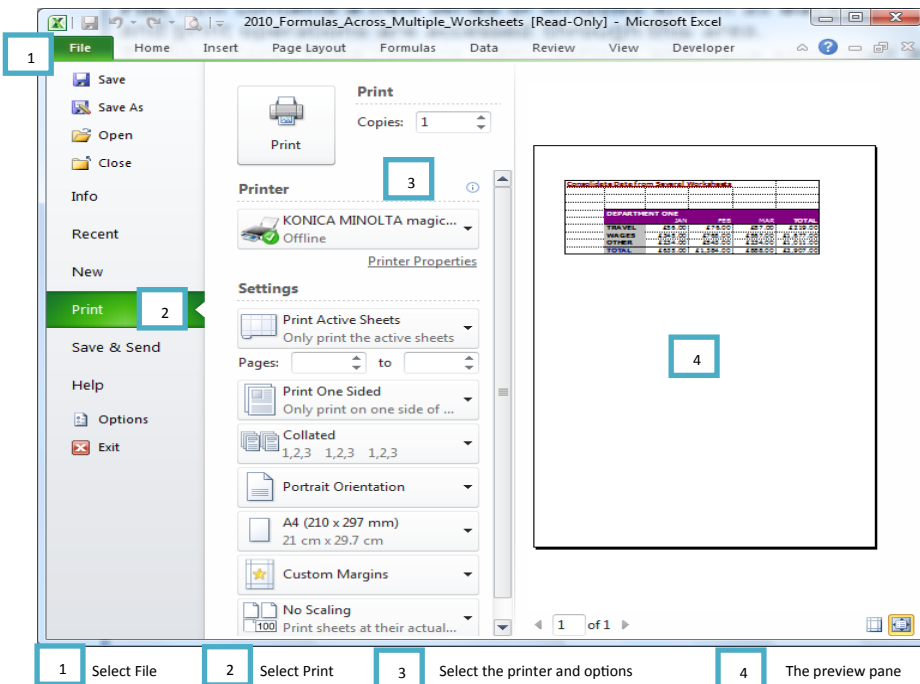 2010_Formulas_Across_Multiple_Worksheets [Read-Only] - Microsoft Excel
File Home Insert Page Layout Formulas Data Review View Developer
1
Save
Save As
Open
Close
Info
Recent
New
Print
2
Save & Send
Help
Options
Exit
Print
Print
Copies: 1
3
Printer
KONICA MINOLTA magic...
Offline
Printer Properties
Settings
Print Active Sheets
Only print the active sheets
Pages: to
Print One Sided
Only print on one side of ...
Collated
1,2,3 1,2,3 1,2,3
Portrait Orientation
A4 (210 x 297 mm)
21 cm x 29.7 cm
Custom Margins
No Scaling
100 Print sheets at their actual...
Consolidate Data from Several Worksheets
DEPARTMENT ONE
JAN FEB MAR TOTAL
TRAVEL
WAGES
OTHER
TOTAL
4
1 of 1
1 Select File 2 Select Print 3 Select the printer and options 4 The preview pane